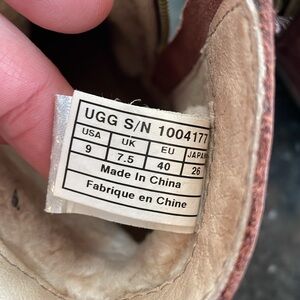 UGG S/N 1004177
USA UK EU JAPAN
9 7.5 40 26
Made In China
Fabrique en Chine